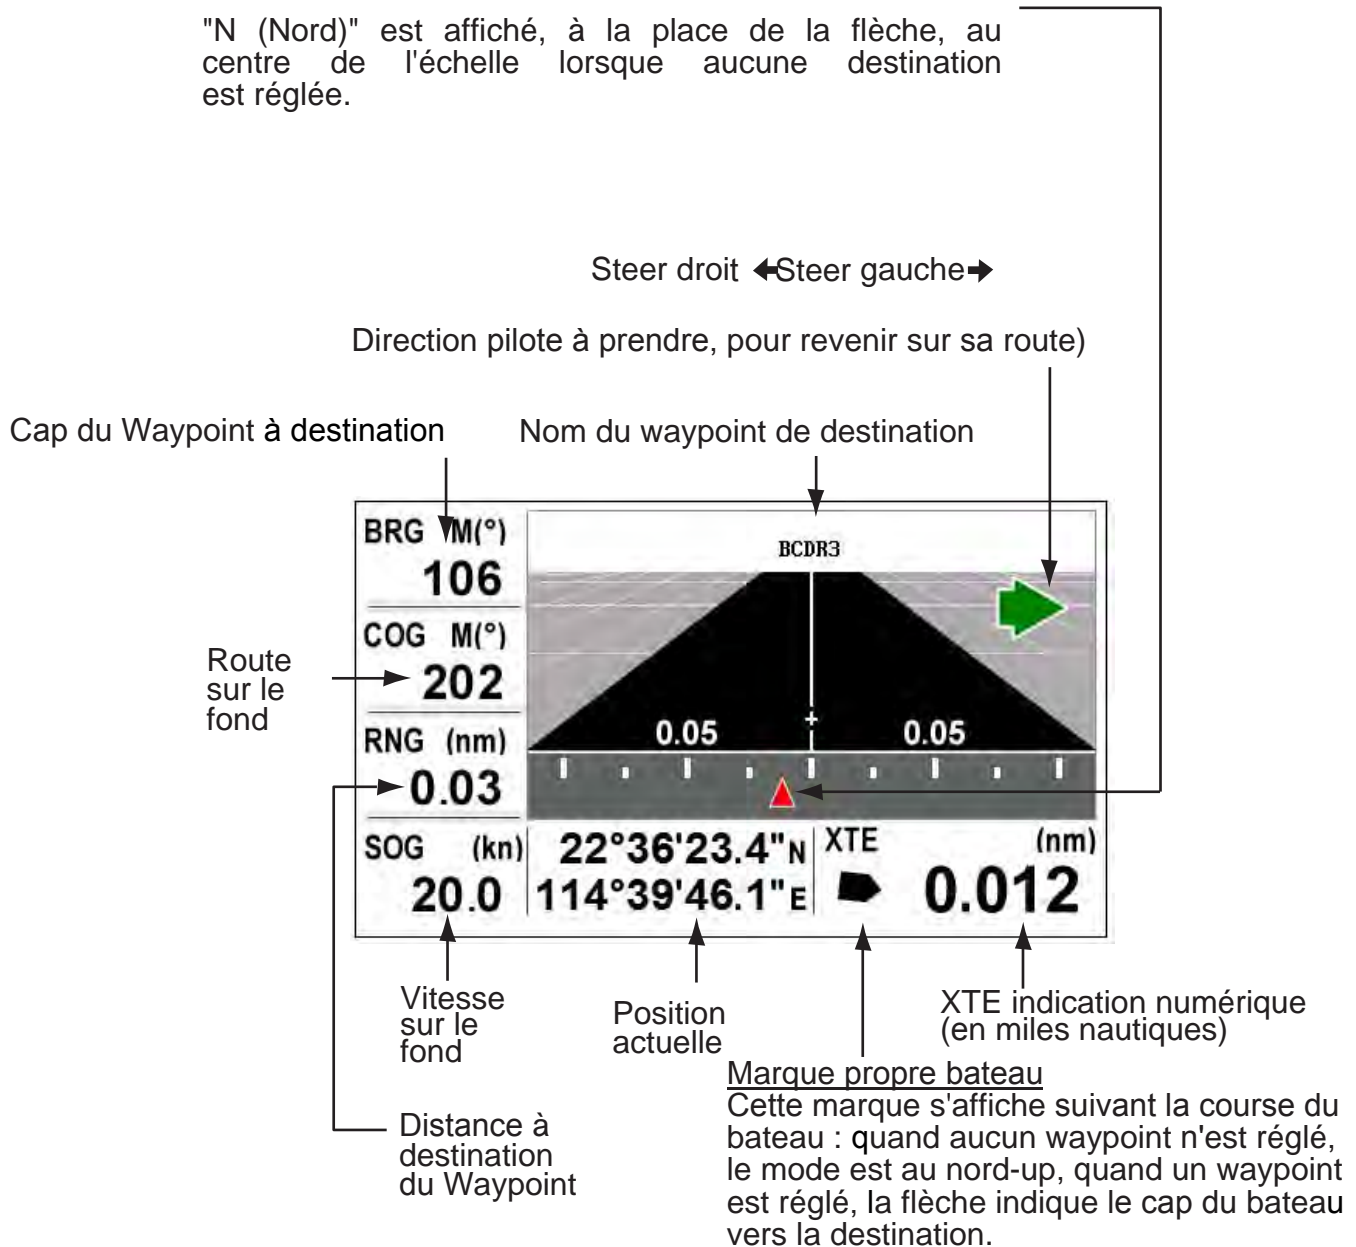 "N (Nord)" est affiché, à la place de la flèche, au
centre de l'échelle lorsque aucune destination
est réglée.
Steer droit ←Steer gauche→
Direction pilote à prendre, pour revenir sur sa route)
Cap du Waypoint à destination
Nom du waypoint de destination
BRG M(°)
106
BCDR3
COG M(°)
202
Route
sur le
fond
RNG (nm)
0.03
0.05
0.05
SOG (kn)
20.0
22°36'23.4"N
114°39'46.1"E
XTE (nm)
0.012
Vitesse
sur le
fond
Position
actuelle
XTE indication numérique
(en miles nautiques)
Marque propre bateau
Cette marque s'affiche suivant la course du
bateau : quand aucun waypoint n'est réglé,
le mode est au nord-up, quand un waypoint
est réglé, la flèche indique le cap du bateau
vers la destination.
Distance à
destination
du Waypoint